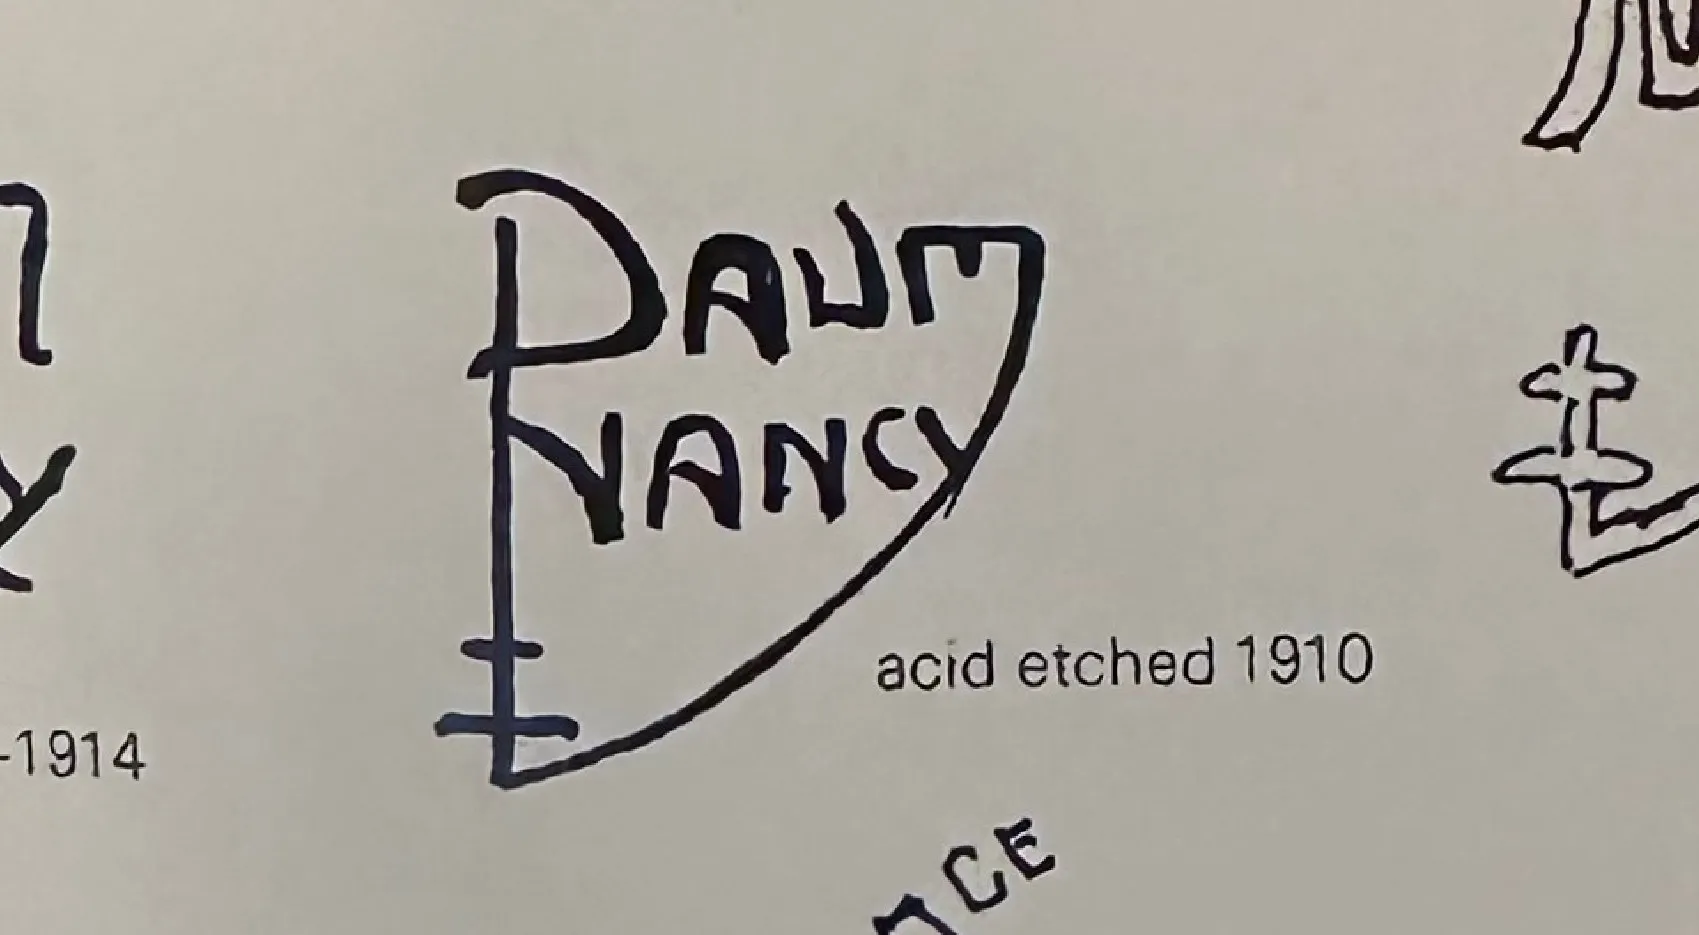 DAUM
NANCY
acid etched 1910
-1914